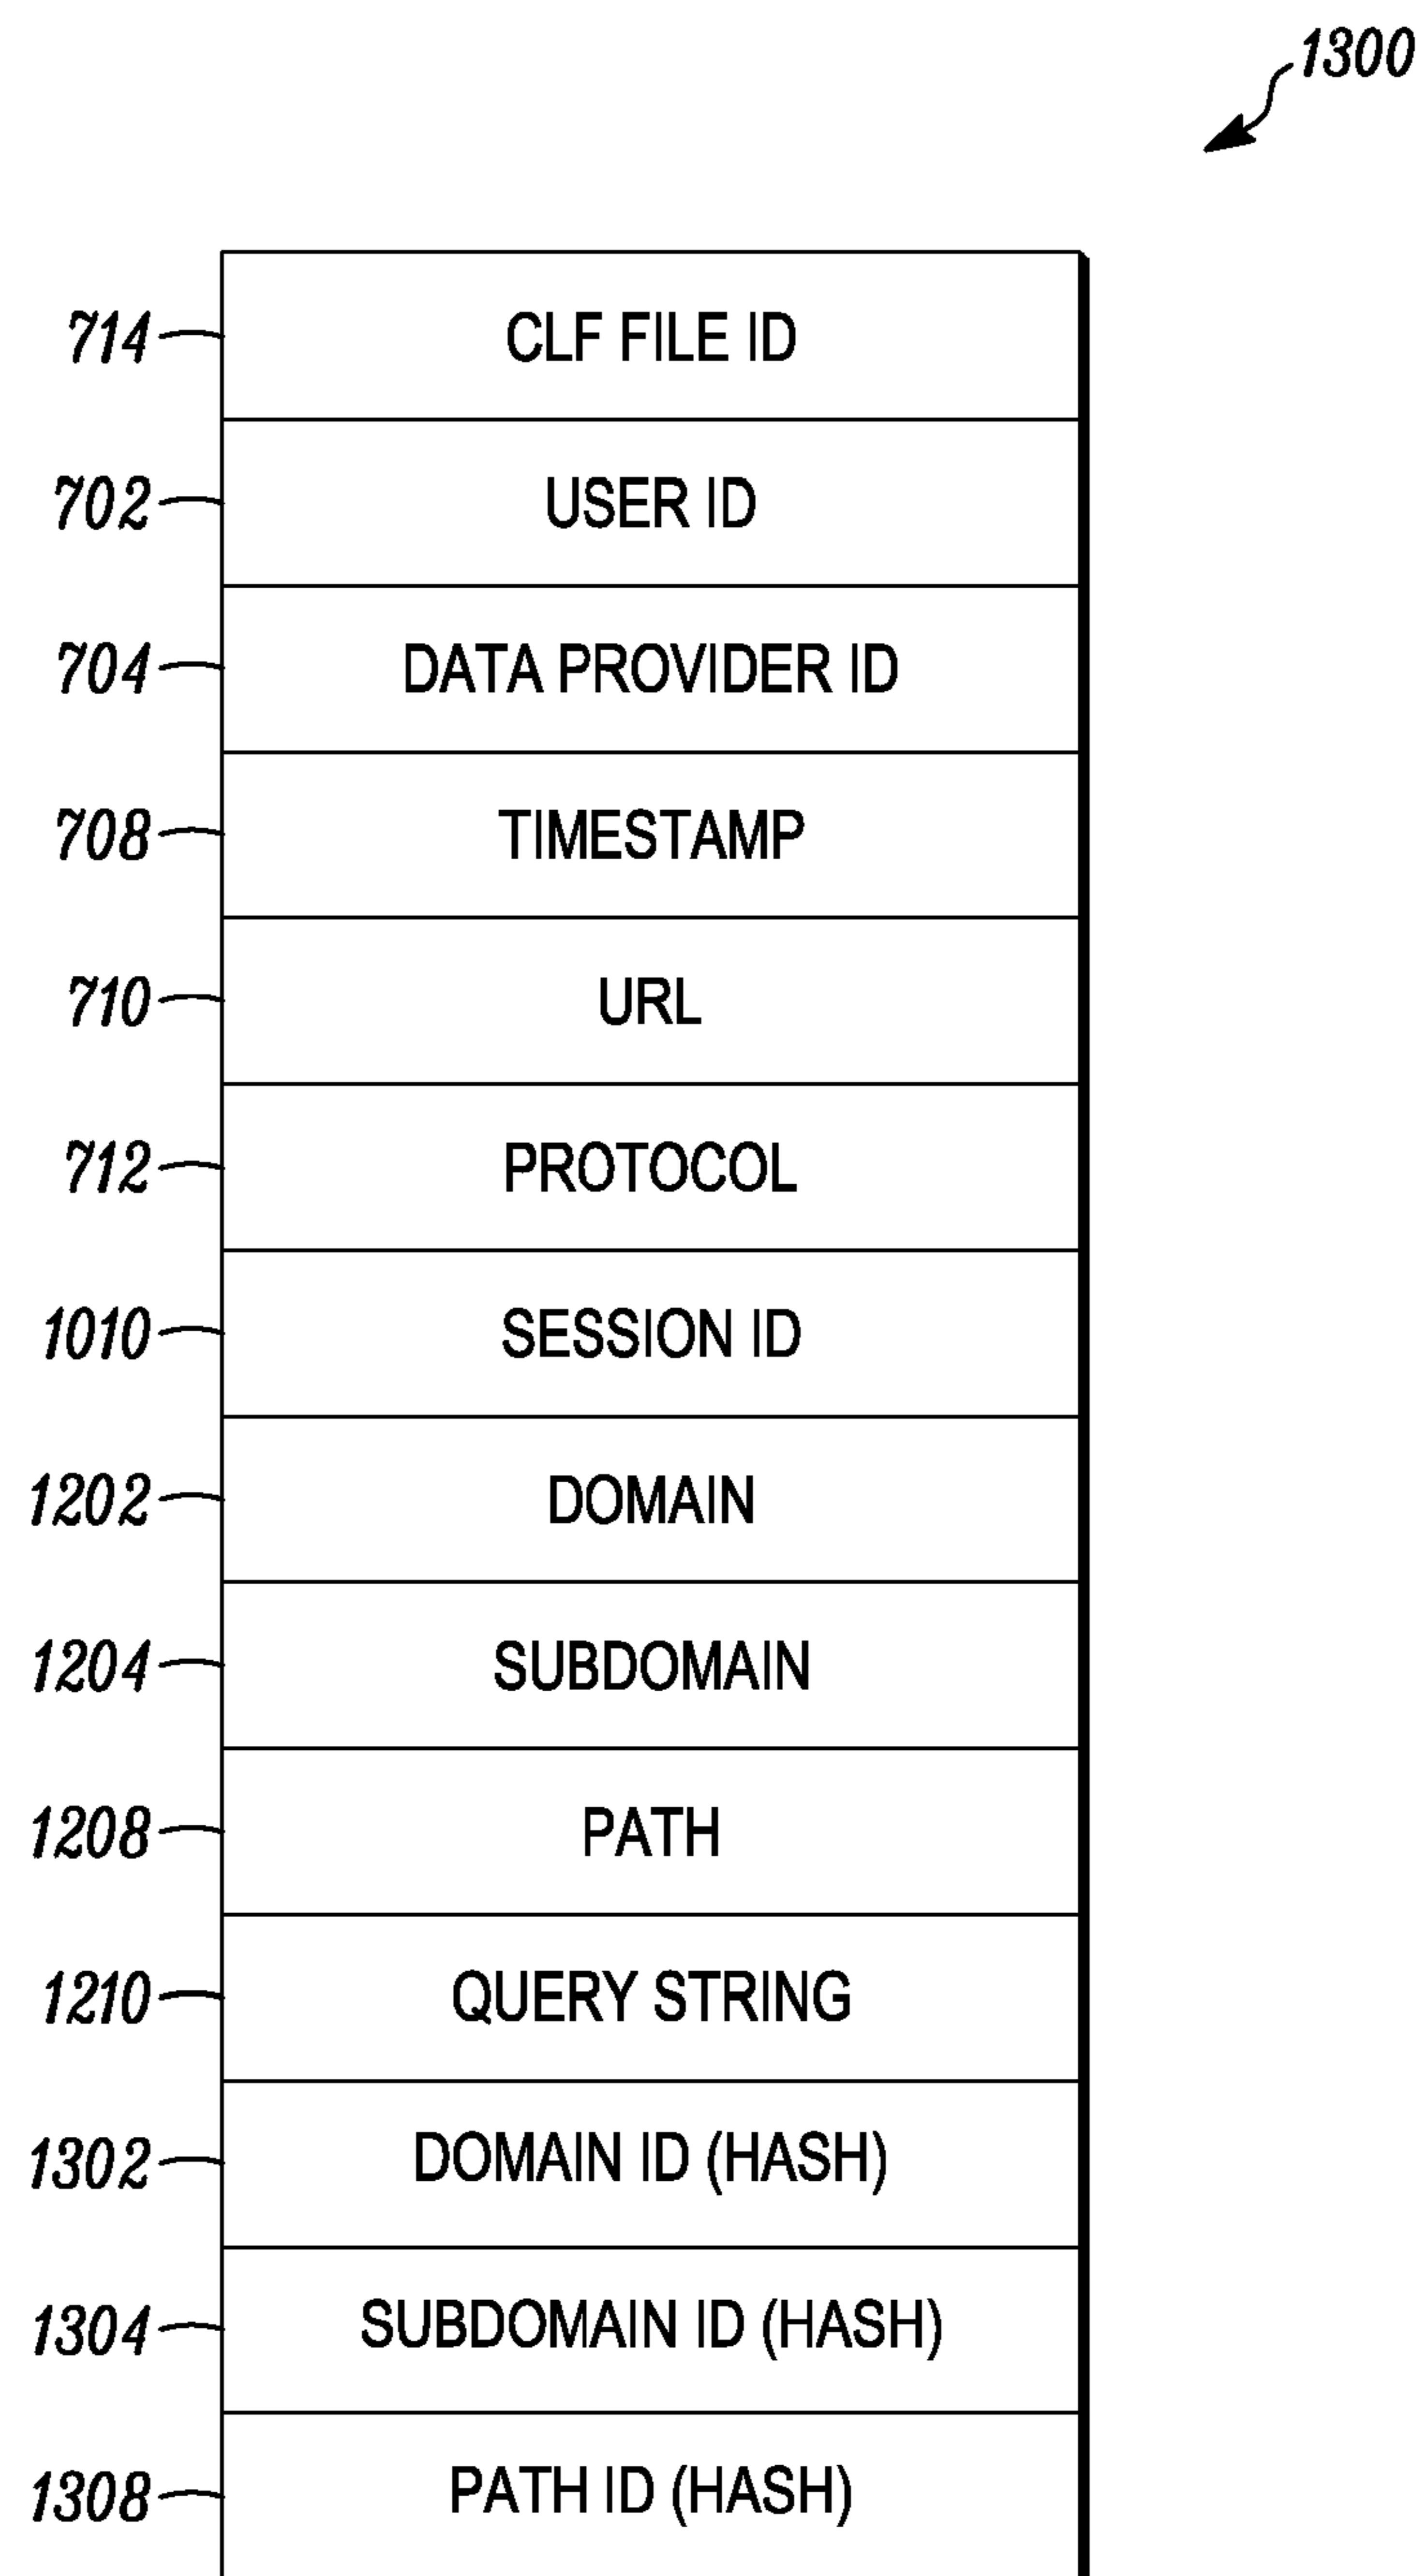 1300
714 CLF FILE ID
702 USER ID
704 DATA PROVIDER ID
708 TIMESTAMP
710 URL
712 PROTOCOL
1010 SESSION ID
1202 DOMAIN
1204 SUBDOMAIN
1208 PATH
1210 QUERY STRING
1302 DOMAIN ID (HASH)
1304 SUBDOMAIN ID (HASH)
1308 PATH ID (HASH)